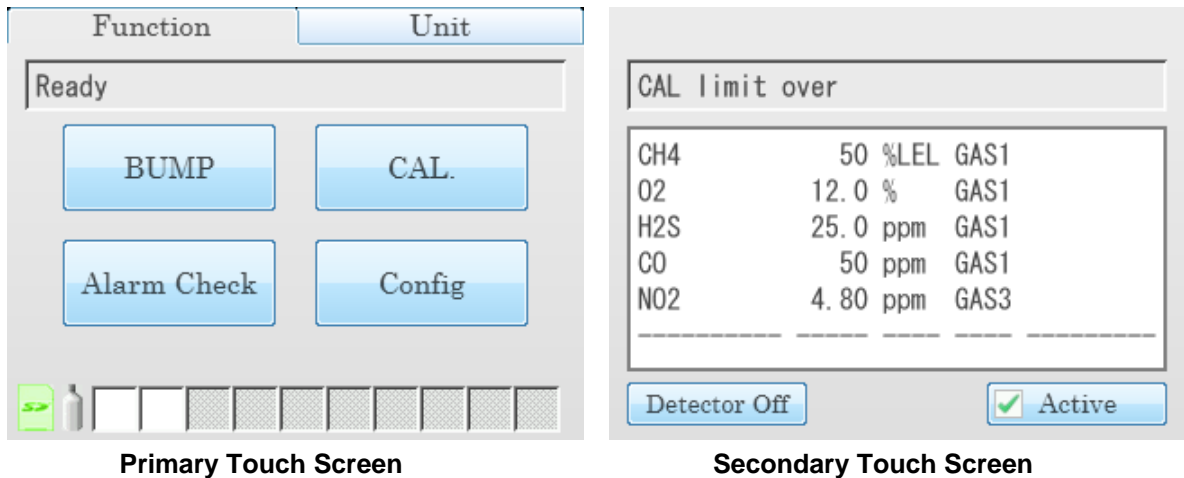 Function Unit
Ready
BUMP CAL.
Alarm Check Config
SD
Primary Touch Screen
CAL limit over
CH4 50 %LEL GAS1
O2 12.0 % GAS1
H2S 25.0 ppm GAS1
CO 50 ppm GAS1
NO2 4.80 ppm GAS3
---------- ----- ---- ---- ---------
Detector Off Active
Secondary Touch Screen